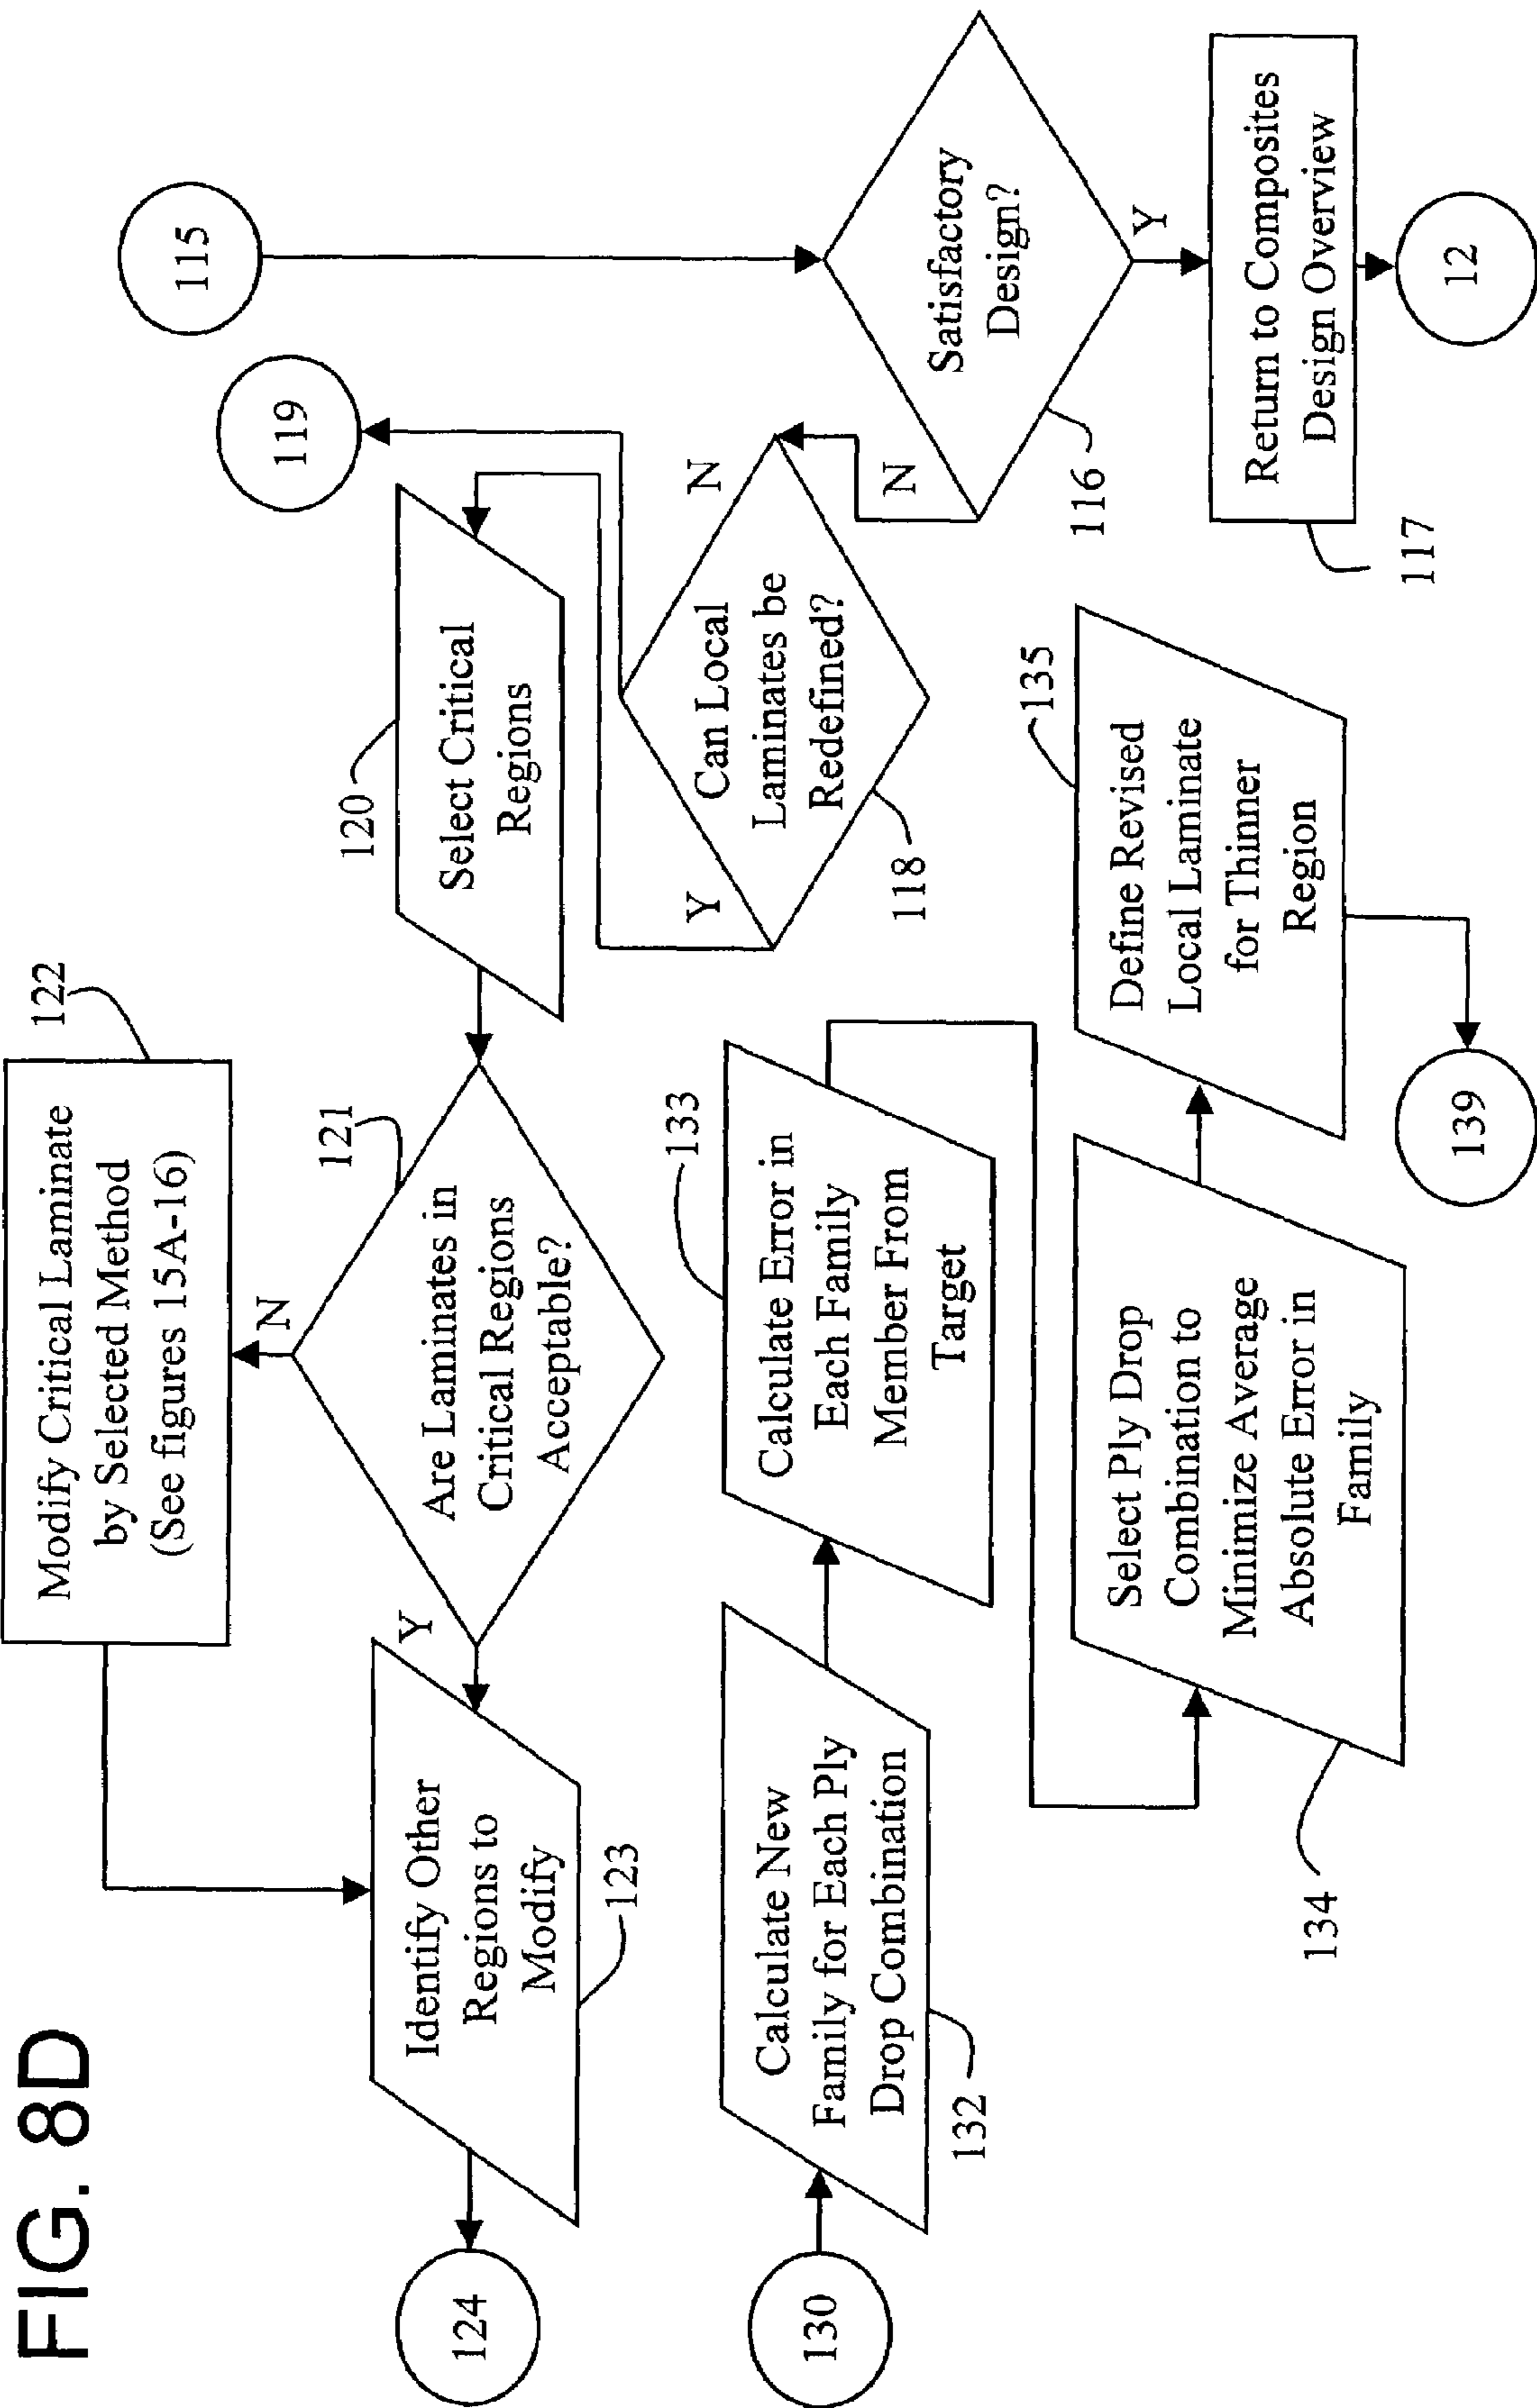 FIG. 8D
115
Satisfactory
Design?
116
Y
N
Return to Composites
Design Overview
117
12
Can Local
Laminates be
Redefined?
118
N
Y
119
Select Critical
Regions
120
Are Laminates in
Critical Regions
Acceptable?
121
N
Y
Modify Critical Laminate
by Selected Method
(See figures 15A-16)
122
Identify Other
Regions to
Modify
123
124
130
Calculate New
Family for Each Ply
Drop Combination
132
Calculate Error in
Each Family
Member From
Target
133
Select Ply Drop
Combination to
Minimize Average
Absolute Error in
Family
134
Define Revised
Local Laminate
for Thinner
Region
135
139